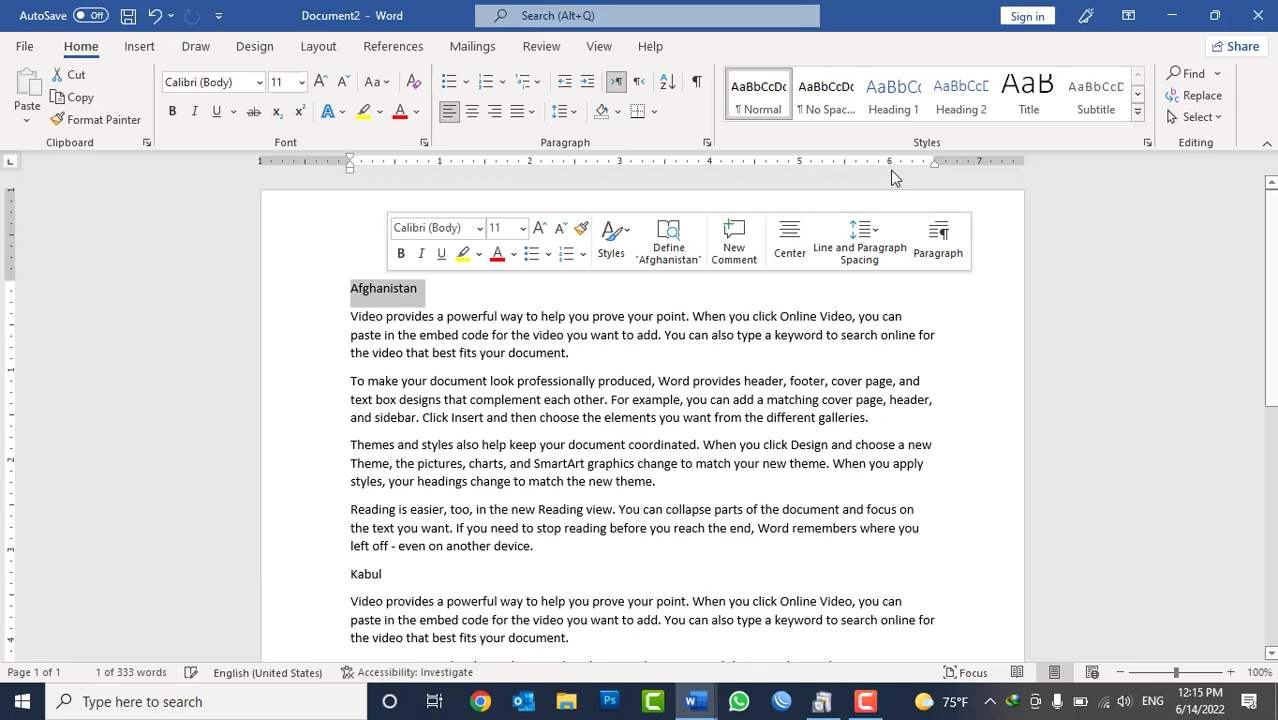 AutoSave Off Document2 - Word Search (Alt+Q) Sign in
File Home Insert Draw Design Layout References Mailings Review View Help Share
Paste Cut Copy Format Painter Clipboard
Calibri (Body) 11 Aa B I U ab x₂ x² A Font
Paragraph
AaBbCcDc AaBbCcDc AaBbCc AaBbCcD AaB AaBbCcD
¶ Normal ¶ No Spac... Heading 1 Heading 2 Title Subtitle
Styles
Find Replace Select Editing
1 1 2 3 4 5 6 7
Calibri (Body) 11 B I U A
Styles Define "Afghanistan" New Comment Center Line and Paragraph Spacing Paragraph
Afghanistan
Video provides a powerful way to help you prove your point. When you click Online Video, you can
paste in the embed code for the video you want to add. You can also type a keyword to search online for
the video that best fits your document.
To make your document look professionally produced, Word provides header, footer, cover page, and
text box designs that complement each other. For example, you can add a matching cover page, header,
and sidebar. Click Insert and then choose the elements you want from the different galleries.
Themes and styles also help keep your document coordinated. When you click Design and choose a new
Theme, the pictures, charts, and SmartArt graphics change to match your new theme. When you apply
styles, your headings change to match the new theme.
Reading is easier, too, in the new Reading view. You can collapse parts of the document and focus on
the text you want. If you need to stop reading before you reach the end, Word remembers where you
left off - even on another device.
Kabul
Video provides a powerful way to help you prove your point. When you click Online Video, you can
paste in the embed code for the video you want to add. You can also type a keyword to search online for
the video that best fits your document.
Page 1 of 1 1 of 333 words English (United States) Accessibility: Investigate Focus 100%
Type here to search 75°F ENG 12:15 PM
6/14/2022